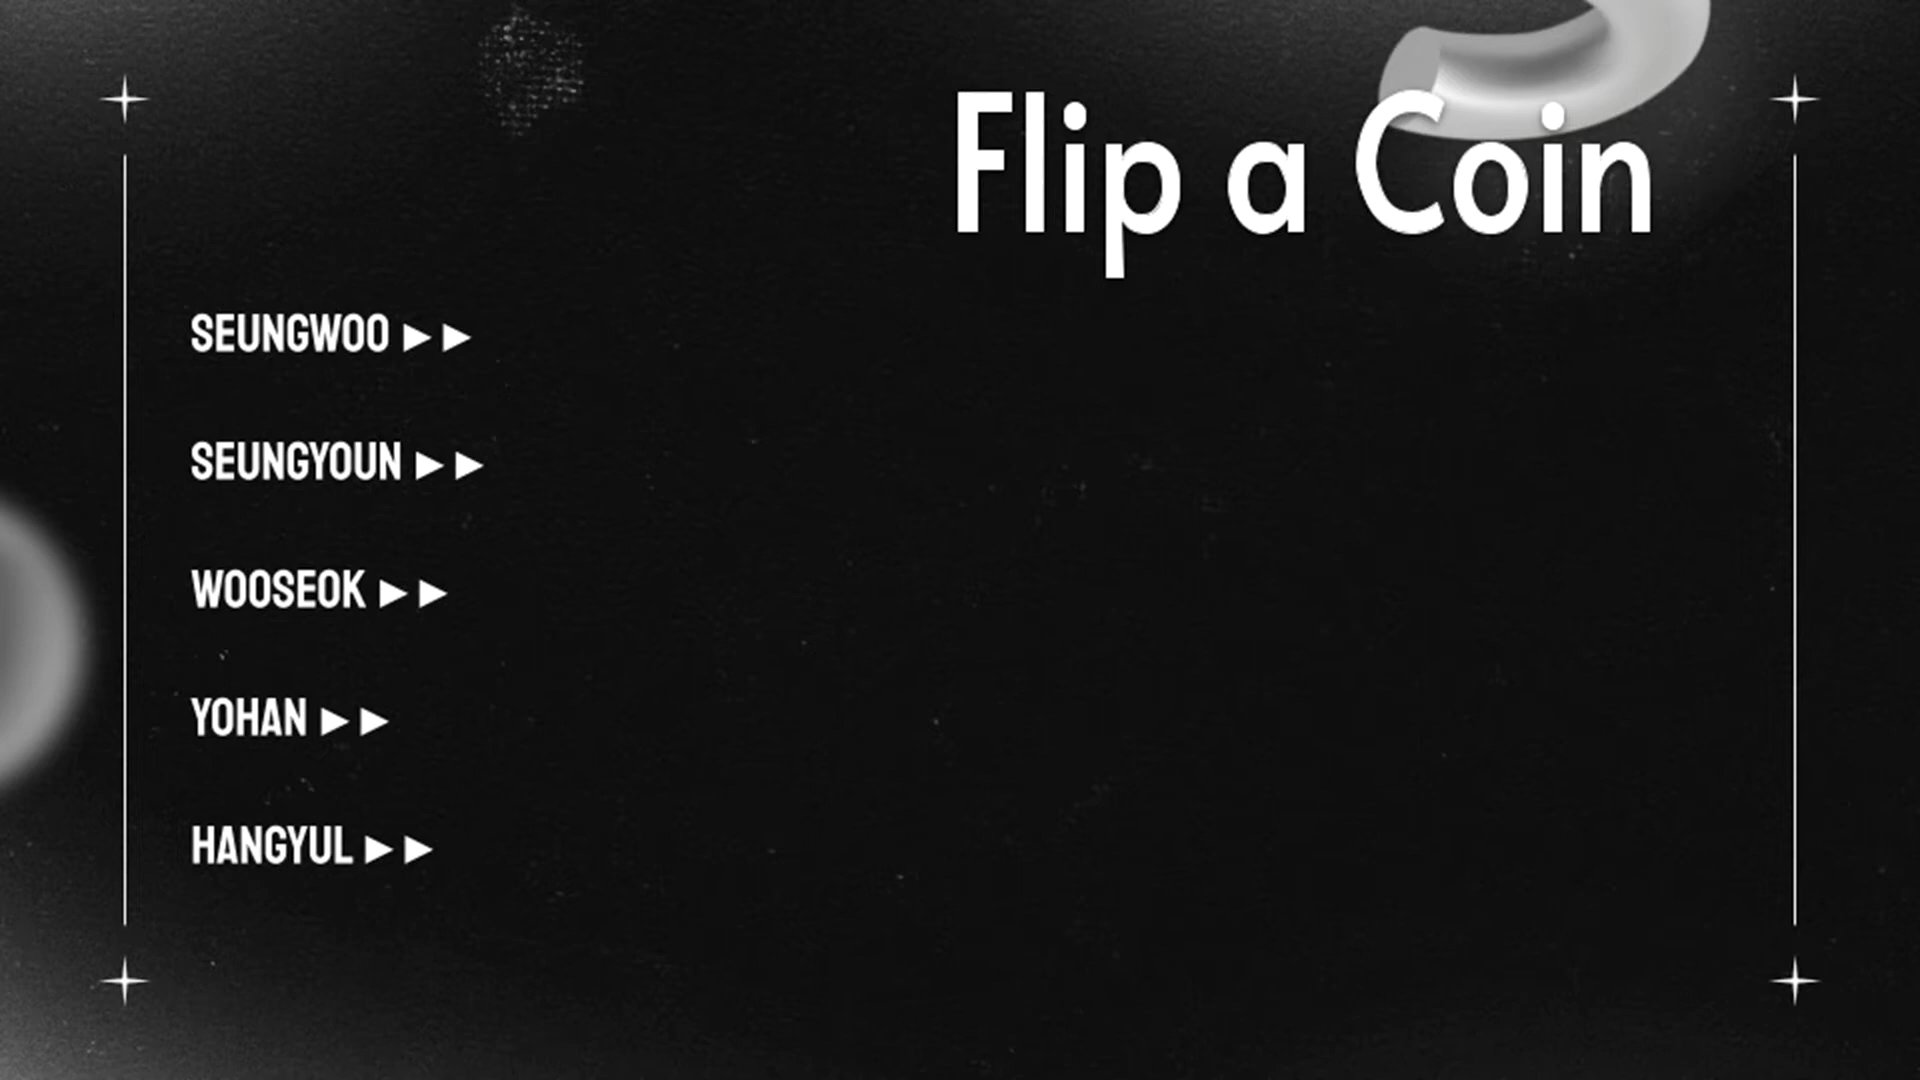 Flip a Coin
SEUNGWOO ▶ ▶
SEUNGYOUN ▶ ▶
WOOSEOK ▶ ▶
YOHAN ▶ ▶
HANGYUL ▶ ▶